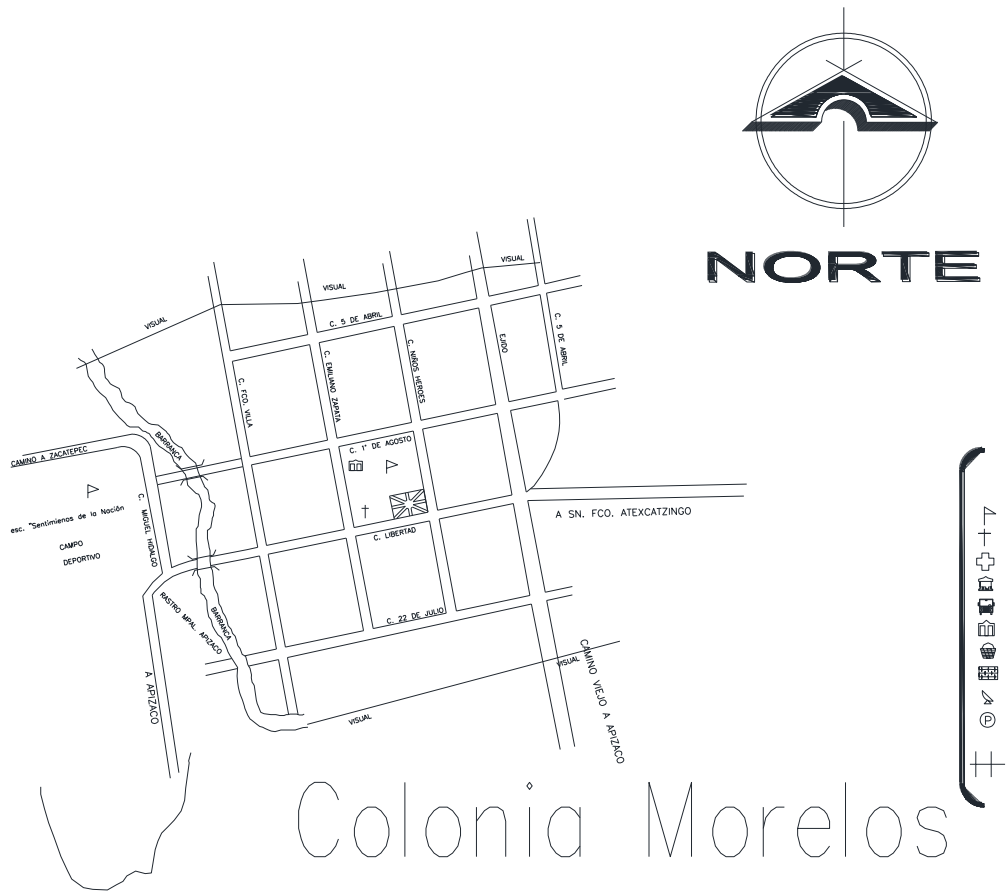 NORTE
VISUAL
VISUAL
VISUAL
C. 5 DE ABRIL
C. 5 DE ABRIL
EJIDO
C. NIÑOS HEROES
C. EMILIANO ZAPATA
C. FCO. VILLA
BARRANCA
C. 1° DE AGOSTO
CAMINO A ZACATEPEC
C. MIGUEL HIDALGO
esc. "Sentimienos de la Nación
CAMPO
DEPORTIVO
A SN. FCO. ATEXCATZINGO
C. LIBERTAD
RASTRO MPAL. APIZACO
BARRANCA
C. 22 DE JULIO
VISUAL
CAMINO VIEJO A APIZACO
A APIZACO
VISUAL
P
Colonia Morelos